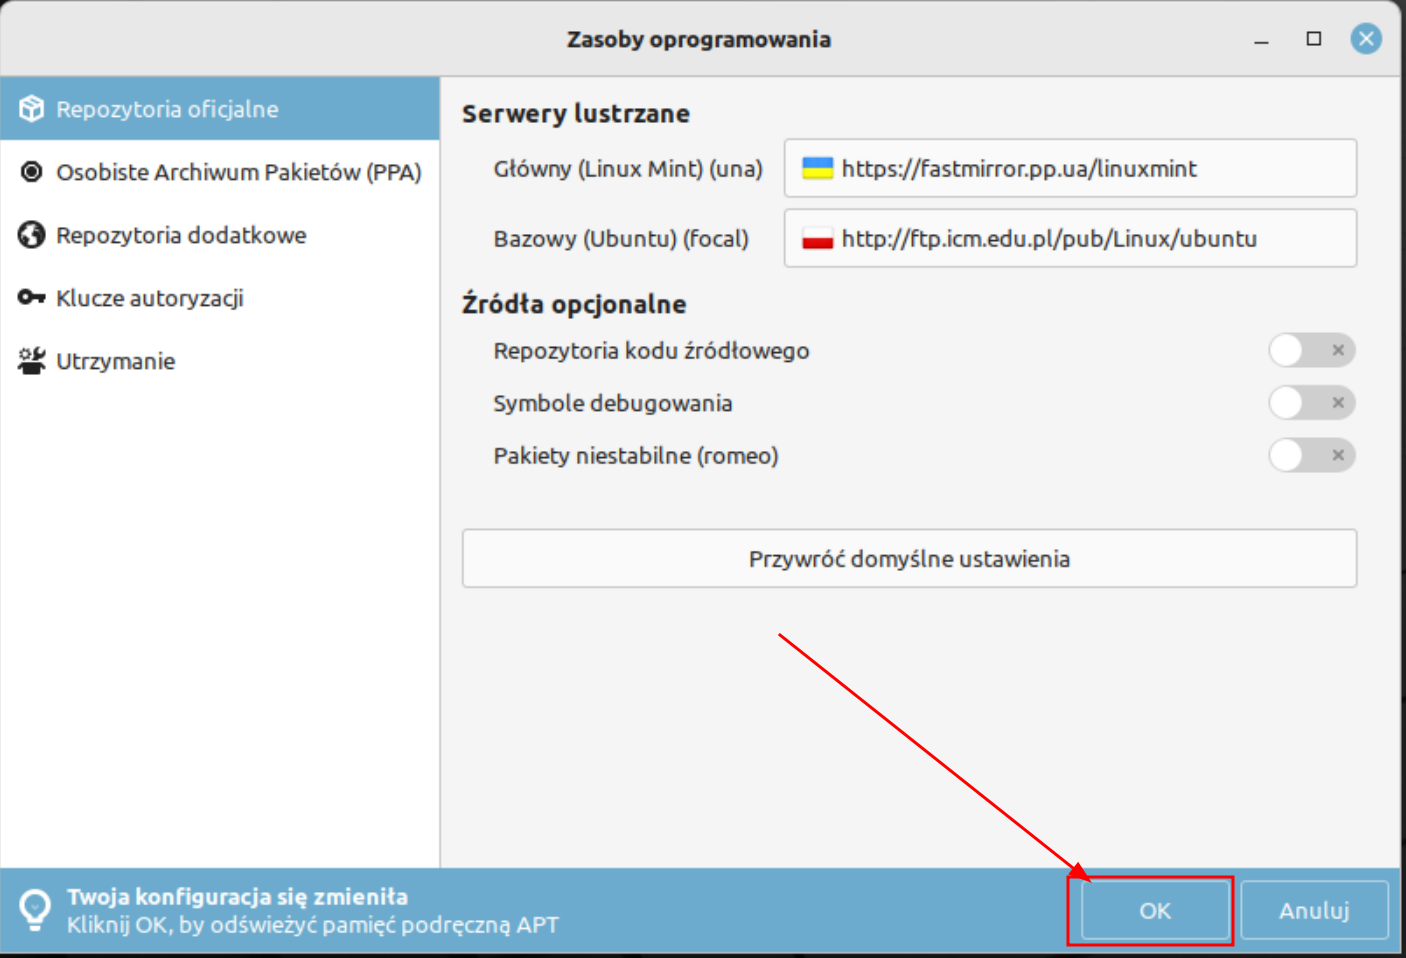 Zasoby oprogramowania
Repozytoria oficjalne
Osobiste Archiwum Pakietów (PPA)
Repozytoria dodatkowe
Klucze autoryzacji
Utrzymanie
Serwery lustrzane
Główny (Linux Mint) (una)
https://fastmirror.pp.ua/linuxmint
Bazowy (Ubuntu) (focal)
http://ftp.icm.edu.pl/pub/Linux/ubuntu
Źródła opcjonalne
Repozytoria kodu źródłowego
Symbole debugowania
Pakiety niestabilne (romeo)
Przywróć domyślne ustawienia
Twoja konfiguracja się zmieniła
Kliknij OK, by odświeżyć pamięć podręczną APT
OK
Anuluj